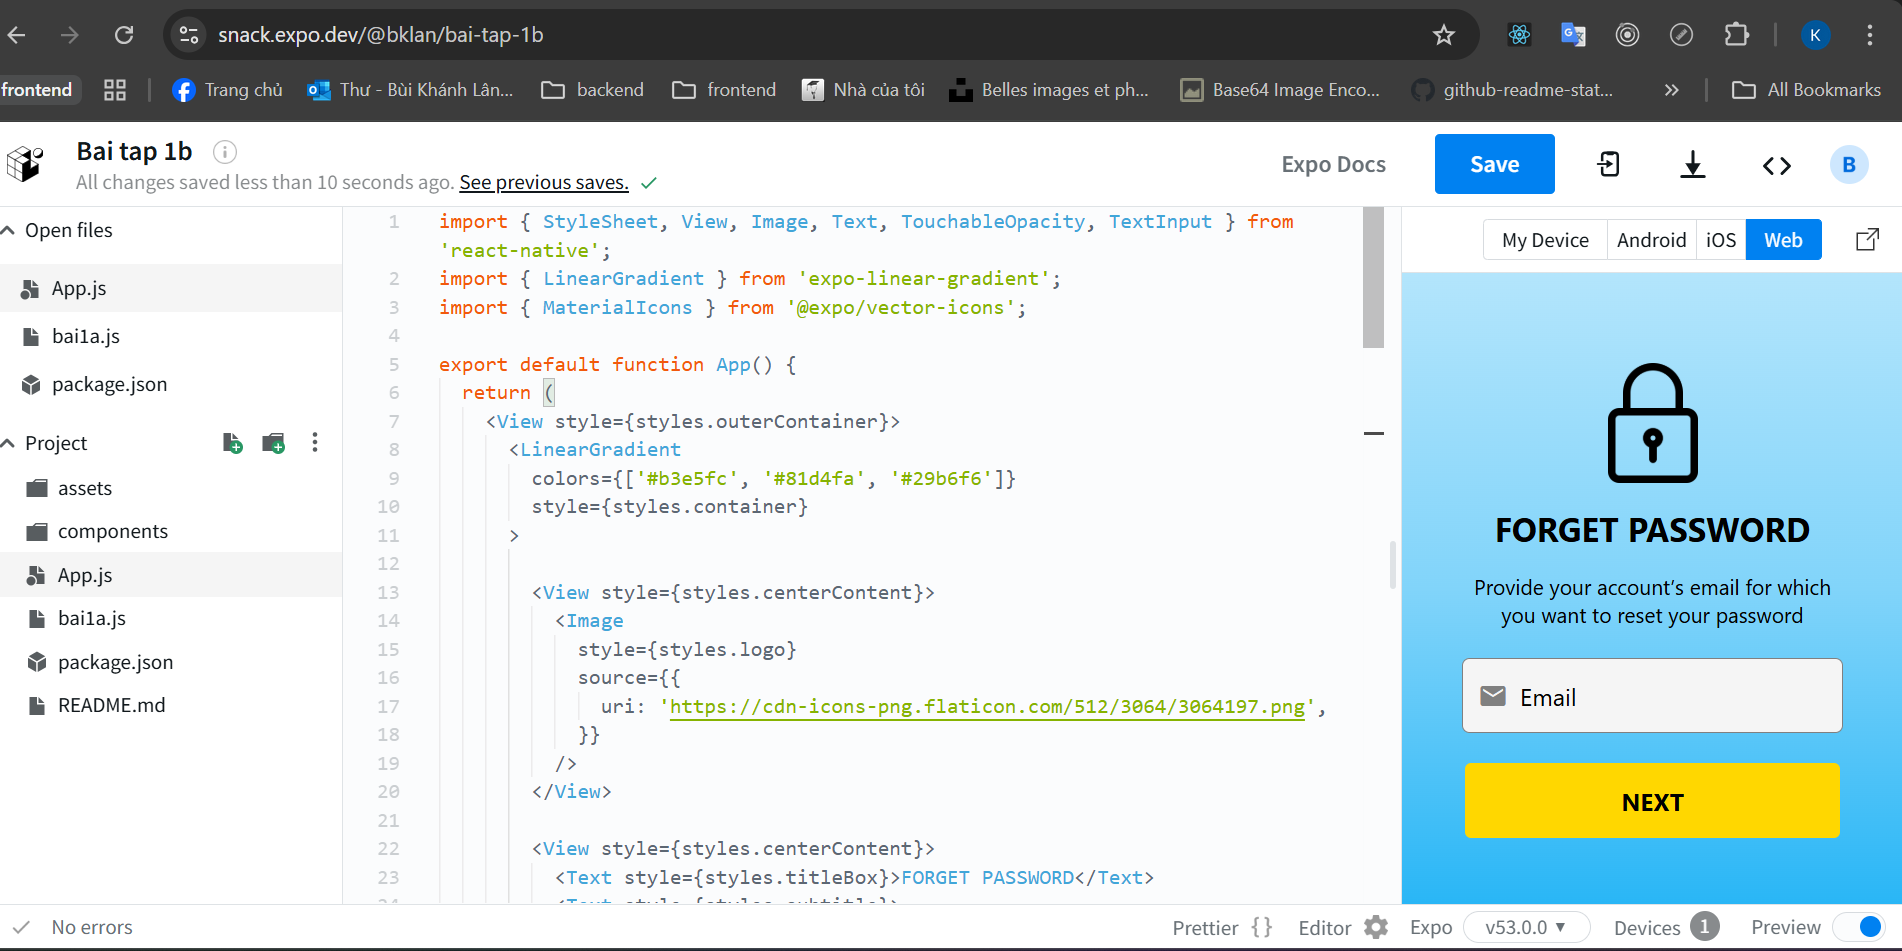 snack.expo.dev/@bklan/bai-tap-1b
K
frontend
Trang chủ
Thư - Bùi Khánh Lân...
backend
frontend
Nhà của tôi
Belles images et ph...
Base64 Image Enco...
github-readme-stat...
All Bookmarks
Bai tap 1b
All changes saved less than 10 seconds ago. See previous saves.
Expo Docs
Save
B
Open files
App.js
bai1a.js
package.json
Project
assets
components
App.js
bai1a.js
package.json
README.md
1 import { StyleSheet, View, Image, Text, TouchableOpacity, TextInput } from
'react-native';
2 import { LinearGradient } from 'expo-linear-gradient';
3 import { MaterialIcons } from '@expo/vector-icons';
4
5 export default function App() {
6 return (
7 <View style={styles.outerContainer}>
8 <LinearGradient
9 colors={['#b3e5fc', '#81d4fa', '#29b6f6']}
10 style={styles.container}
11 >
12
13 <View style={styles.centerContent}>
14 <Image
15 style={styles.logo}
16 source={{
17 uri: 'https://cdn-icons-png.flaticon.com/512/3064/3064197.png',
18 }}
19 />
20 </View>
21
22 <View style={styles.centerContent}>
23 <Text style={styles.titleBox}>FORGET PASSWORD</Text>
24 <Text style={styles.subtitle}>
My Device
Android
iOS
Web
FORGET PASSWORD
Provide your account's email for which
you want to reset your password
Email
NEXT
No errors
Prettier { }
Editor
Expo
v53.0.0
Devices 1
Preview